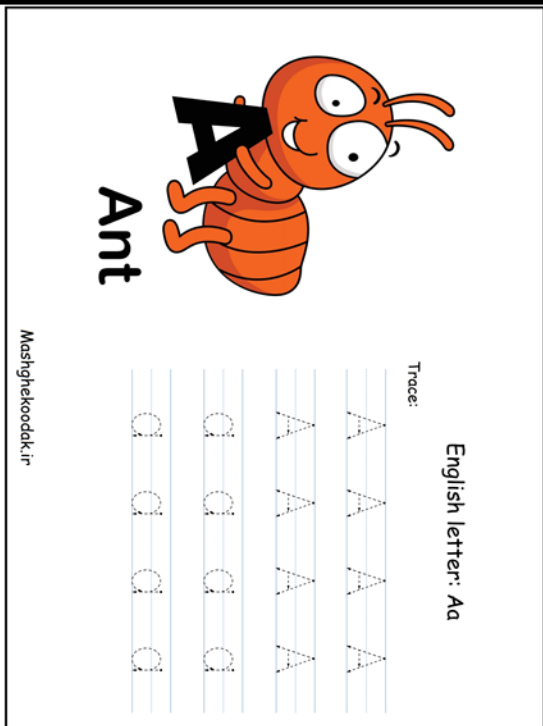 English letter: Aa
Trace:
A A A A
A A A A
a a a a
a a a a
A
Ant
Mashghekoodak.ir